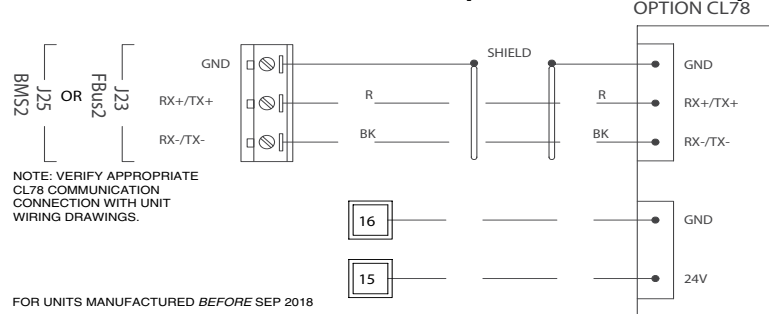 OPTION CL78
SHIELD
GND
GND
J25
BMS2
OR
J23
FBus2
RX+/TX+
R
R
RX+/TX+
RX-/TX-
BK
BK
RX-/TX-
NOTE: VERIFY APPROPRIATE
CL78 COMMUNICATION
CONNECTION WITH UNIT
WIRING DRAWINGS.
16
GND
15
24V
FOR UNITS MANUFACTURED BEFORE SEP 2018